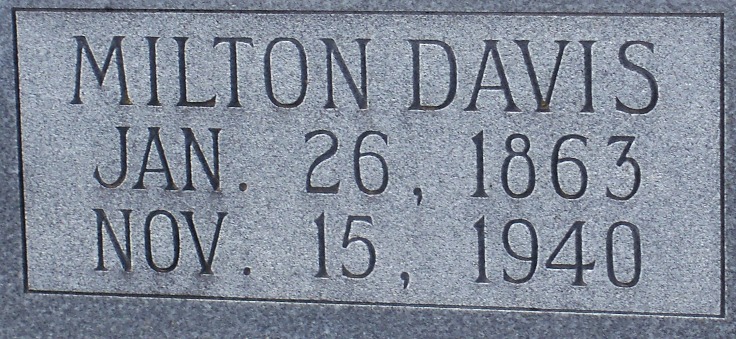 MILTON DAVIS
JAN. 26, 1863
NOV. 15, 1940